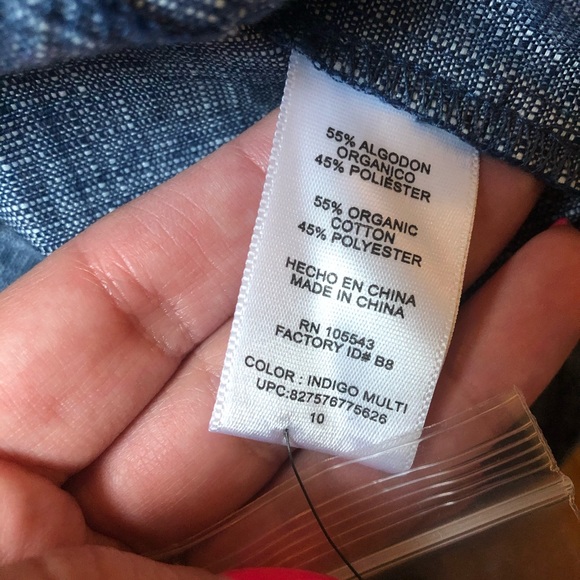 55% ALGODON
ORGANICO
45% POLIESTER
55% ORGANIC
COTTON
45% POLYESTER
HECHO EN CHINA
MADE IN CHINA
RN 105543
FACTORY ID# B8
COLOR : INDIGO MULTI
UPC:827576775626
10